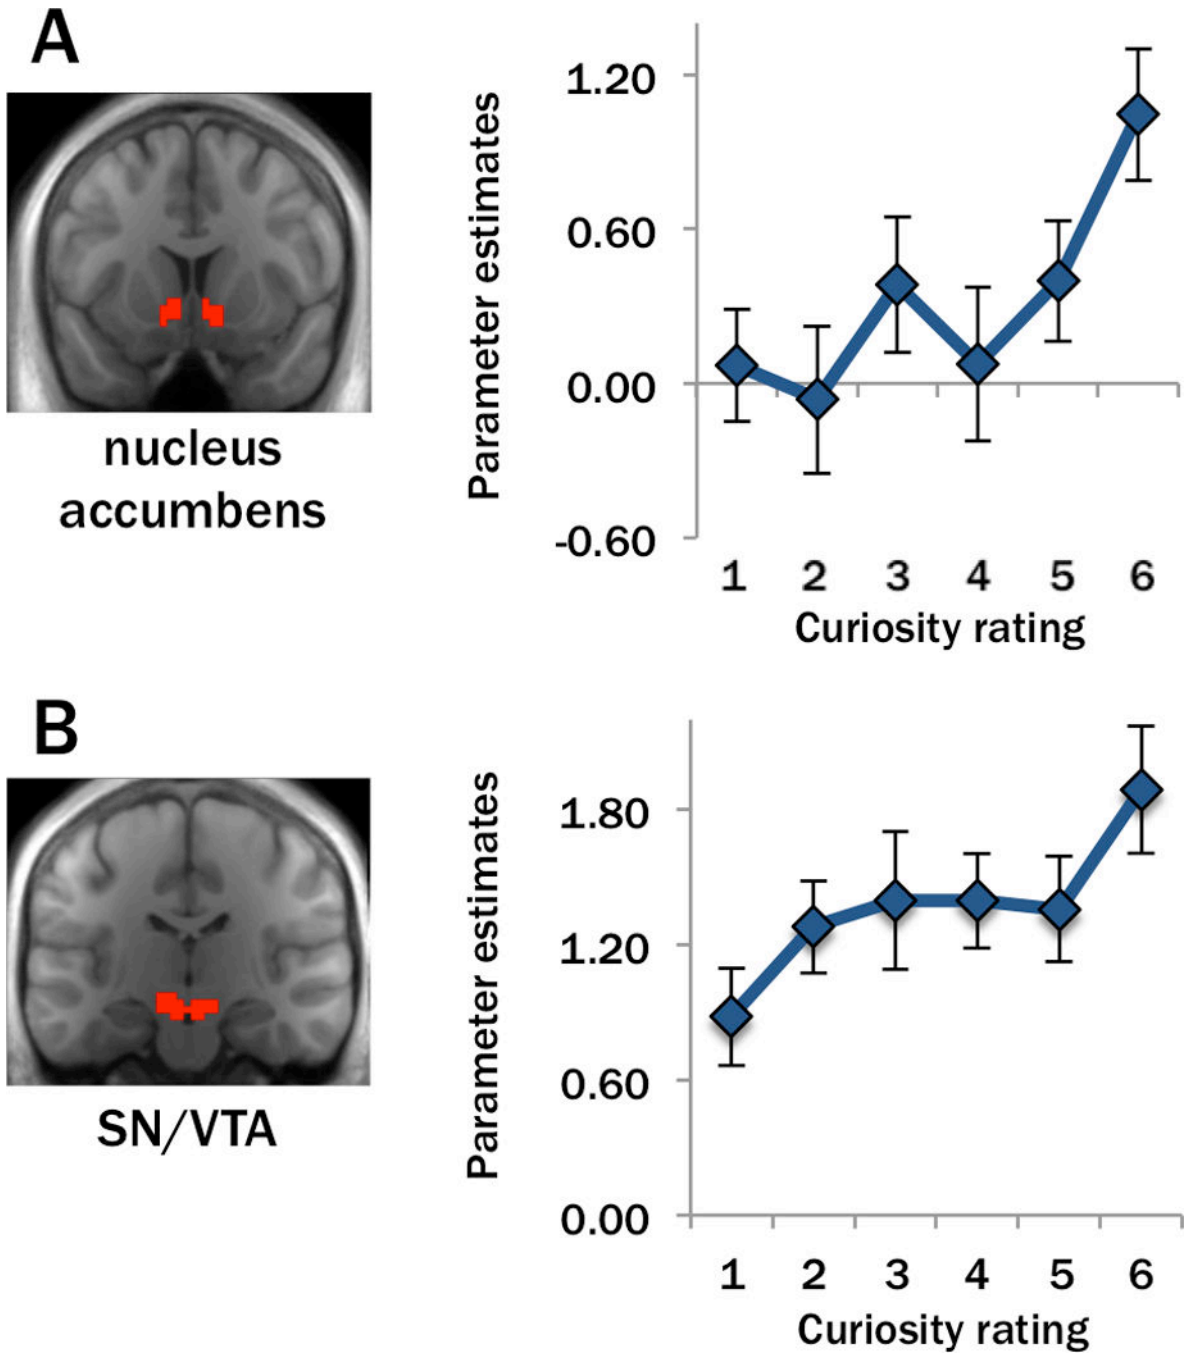 A
nucleus
accumbens
Parameter estimates
1.20
0.60
0.00
-0.60
1 2 3 4 5 6
Curiosity rating
B
SN/VTA
Parameter estimates
1.80
1.20
0.60
0.00
1 2 3 4 5 6
Curiosity rating